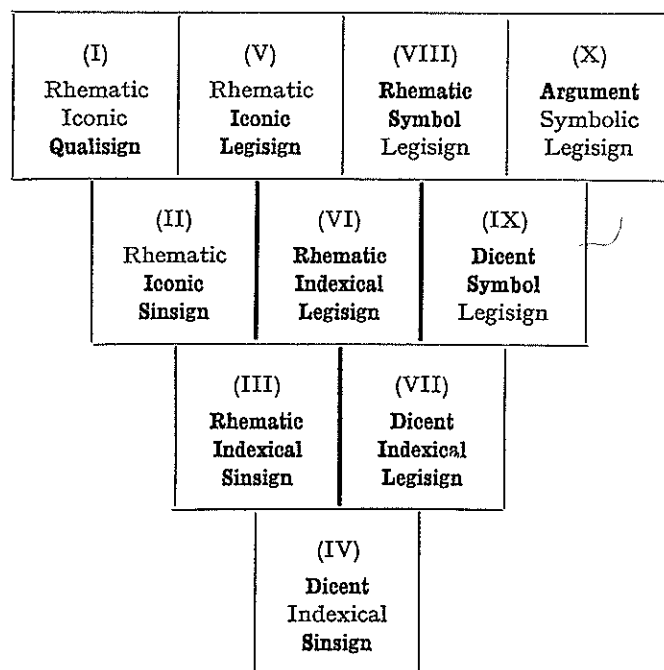 (I)
Rhematic
Iconic
Qualisign
(V)
Rhematic
Iconic
Legisign
(VIII)
Rhematic
Symbol
Legisign
(X)
Argument
Symbolic
Legisign
(II)
Rhematic
Iconic
Sinsign
(VI)
Rhematic
Indexical
Legisign
(IX)
Dicent
Symbol
Legisign
(III)
Rhematic
Indexical
Sinsign
(VII)
Dicent
Indexical
Legisign
(IV)
Dicent
Indexical
Sinsign